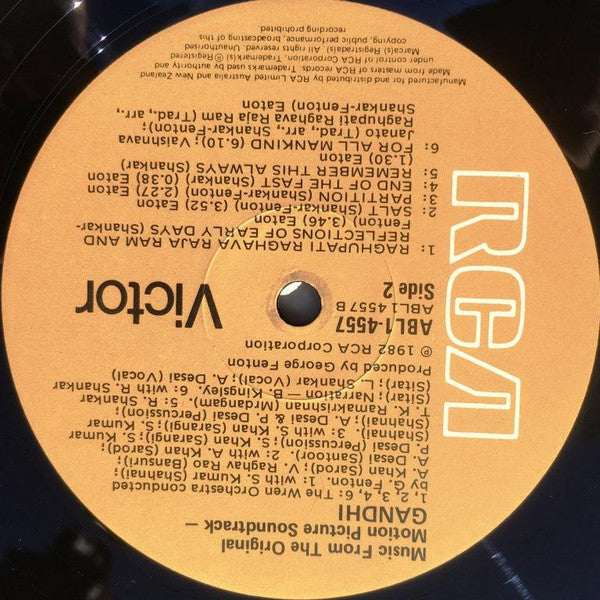 RCA
Music From The Original
Motion Picture Soundtrack —
GANDHI
1, 2, 3, 4, 6: The Wren Orchestra conducted
by G. Fenton. 1: with S. Kumar (Shahnai);
A. Khan (Sarod); V. Raghav Rao (Bansuri)
A. Desai (Santoor) 2: with A. Khan (Sarod)
P. Desai (Percussion); S. Khan (Sarangi); S. Kumar
(Shahnai). 3: with S. Khan (Sarangi); S. Kumar
(Shahnai); A. Desai & P. Desai (Percussion);
T. K. Ramakrishnan (Mrdangam). 5: R. Shankar
(Sitar); Narration — B. Kingsley. 6: with R. Shankar
(Sitar); L. Shankar (Vocal); A. Desai (Vocal)
Produced by George Fenton
℗ 1982 RCA Corporation
ABL1-4557
ABL1 4557 B
Side 2
Victor
1: RAGHUPATI RAGHAVA RAJA RAM AND
REFLECTIONS OF EARLY DAYS (Shankar-
Fenton) (3.46) Eaton
2: SALT (Shankar-Fenton) (3.52) Eaton
3: PARTITION (Shankar-Fenton) (2.27) Eaton
4: END OF THE FAST (Shankar) (0.38) Eaton
5: REMEMBER THIS ALWAYS (Shankar)
(1.30) Eaton
6: FOR ALL MANKIND (6.10); Vaishnava
Janato (Trad., arr., Shankar-Fenton);
Raghupati Raghava Raja Ram (Trad., arr.,
Shankar-Fenton) Eaton
Manufactured for and distributed by RCA Limited Australia and New Zealand
Made from masters of RCA records. Trademarks used by authority and
under control of RCA Corporation. Trademark(s) ® Registered
Marca(s) Registrada(s) All rights reserved. Unauthorised
copying, public performance, broadcasting of this
recording prohibited.